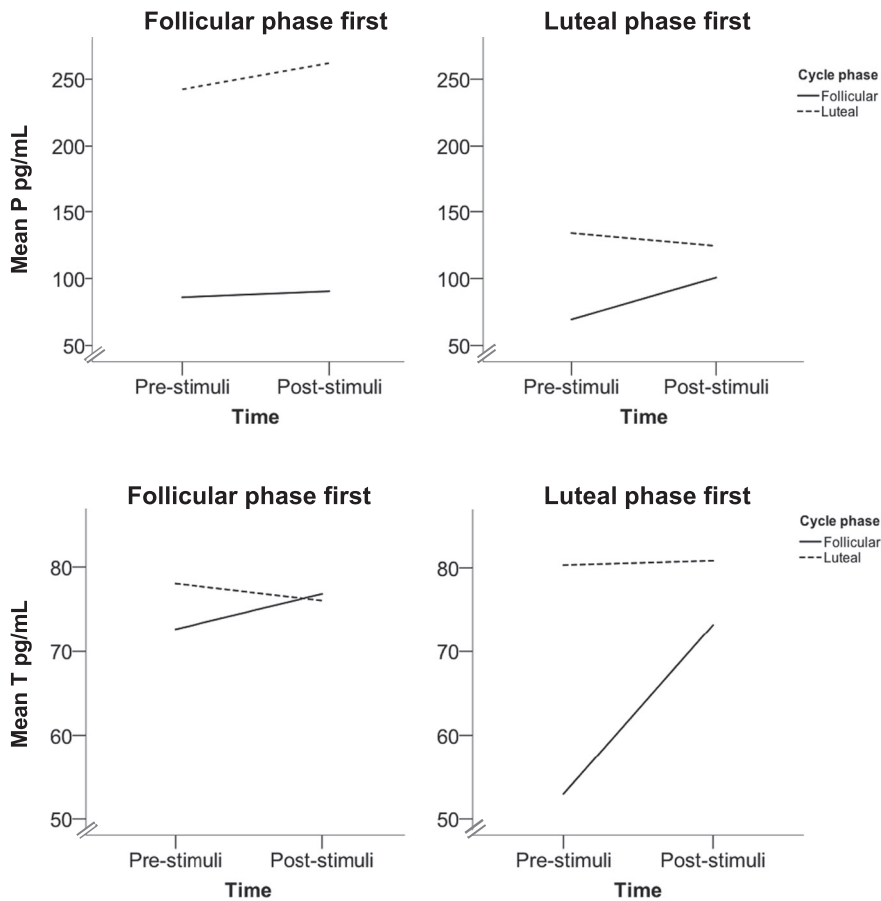 Follicular phase first
Luteal phase first
Mean P pg/mL
250
200
150
100
50
Pre-stimuli Post-stimuli
Time
250
200
150
100
50
Pre-stimuli Post-stimuli
Time
Cycle phase
Follicular
Luteal
Follicular phase first
Luteal phase first
Mean T pg/mL
80
70
60
50
Pre-stimuli Post-stimuli
Time
80
70
60
50
Pre-stimuli Post-stimuli
Time
Cycle phase
Follicular
Luteal